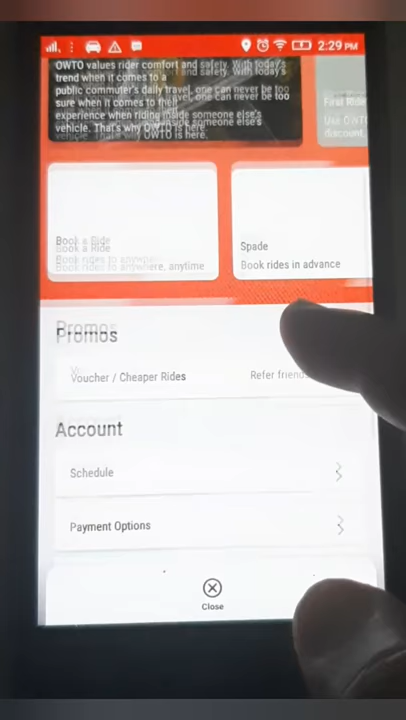 2:29 PM
OWTO values rider comfort and safety. With today's
trend when it comes to a
public commuter's daily travel, one can never be too
sure when it comes to their
experience when riding inside someone else's
vehicle. That's why OWTO is here.
First Ride
Use OWTO
discount
Book a Ride
Book rides to anywhere, anytime
Spade
Book rides in advance
Promos
Voucher / Cheaper Rides
Refer friends
Account
Schedule
Payment Options
Close